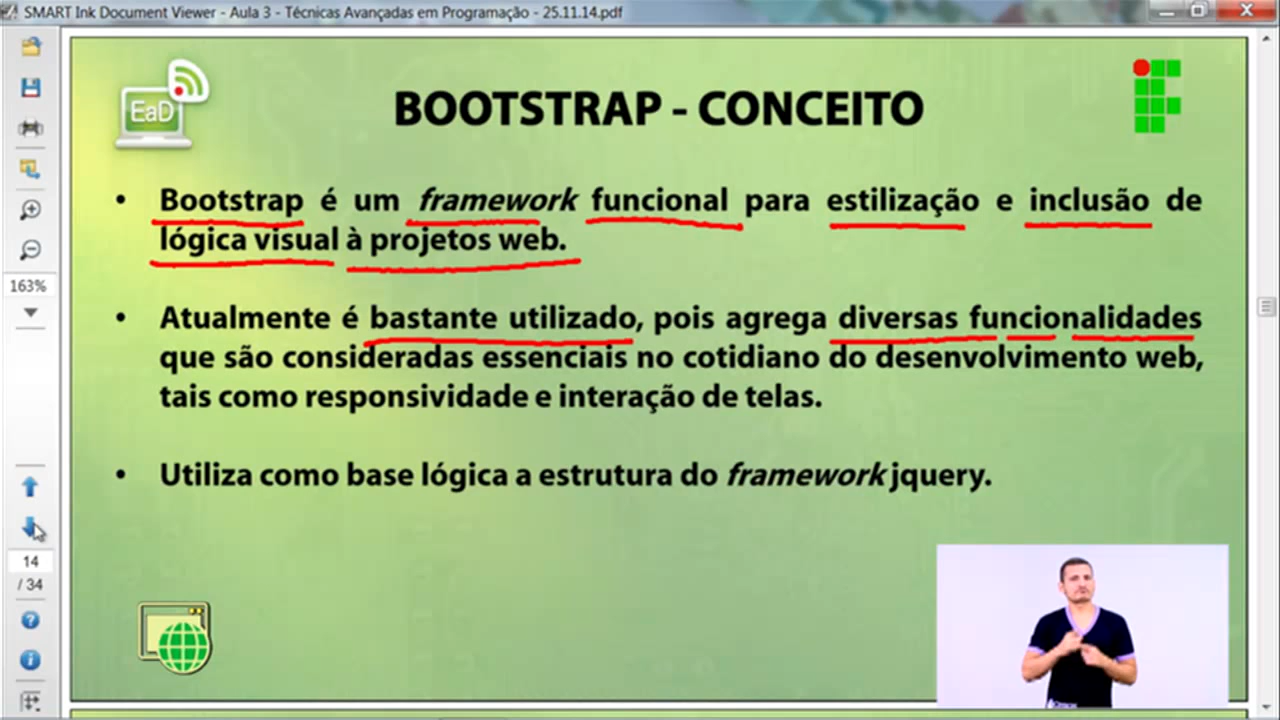 SMART Ink Document Viewer - Aula 3 - Técnicas Avançadas em Programação - 25.11.14.pdf
EaD
BOOTSTRAP - CONCEITO
• Bootstrap é um framework funcional para estilização e inclusão de
lógica visual à projetos web.
163%
• Atualmente é bastante utilizado, pois agrega diversas funcionalidades
que são consideradas essenciais no cotidiano do desenvolvimento web,
tais como responsividade e interação de telas.
• Utiliza como base lógica a estrutura do framework jquery.
14
/ 34